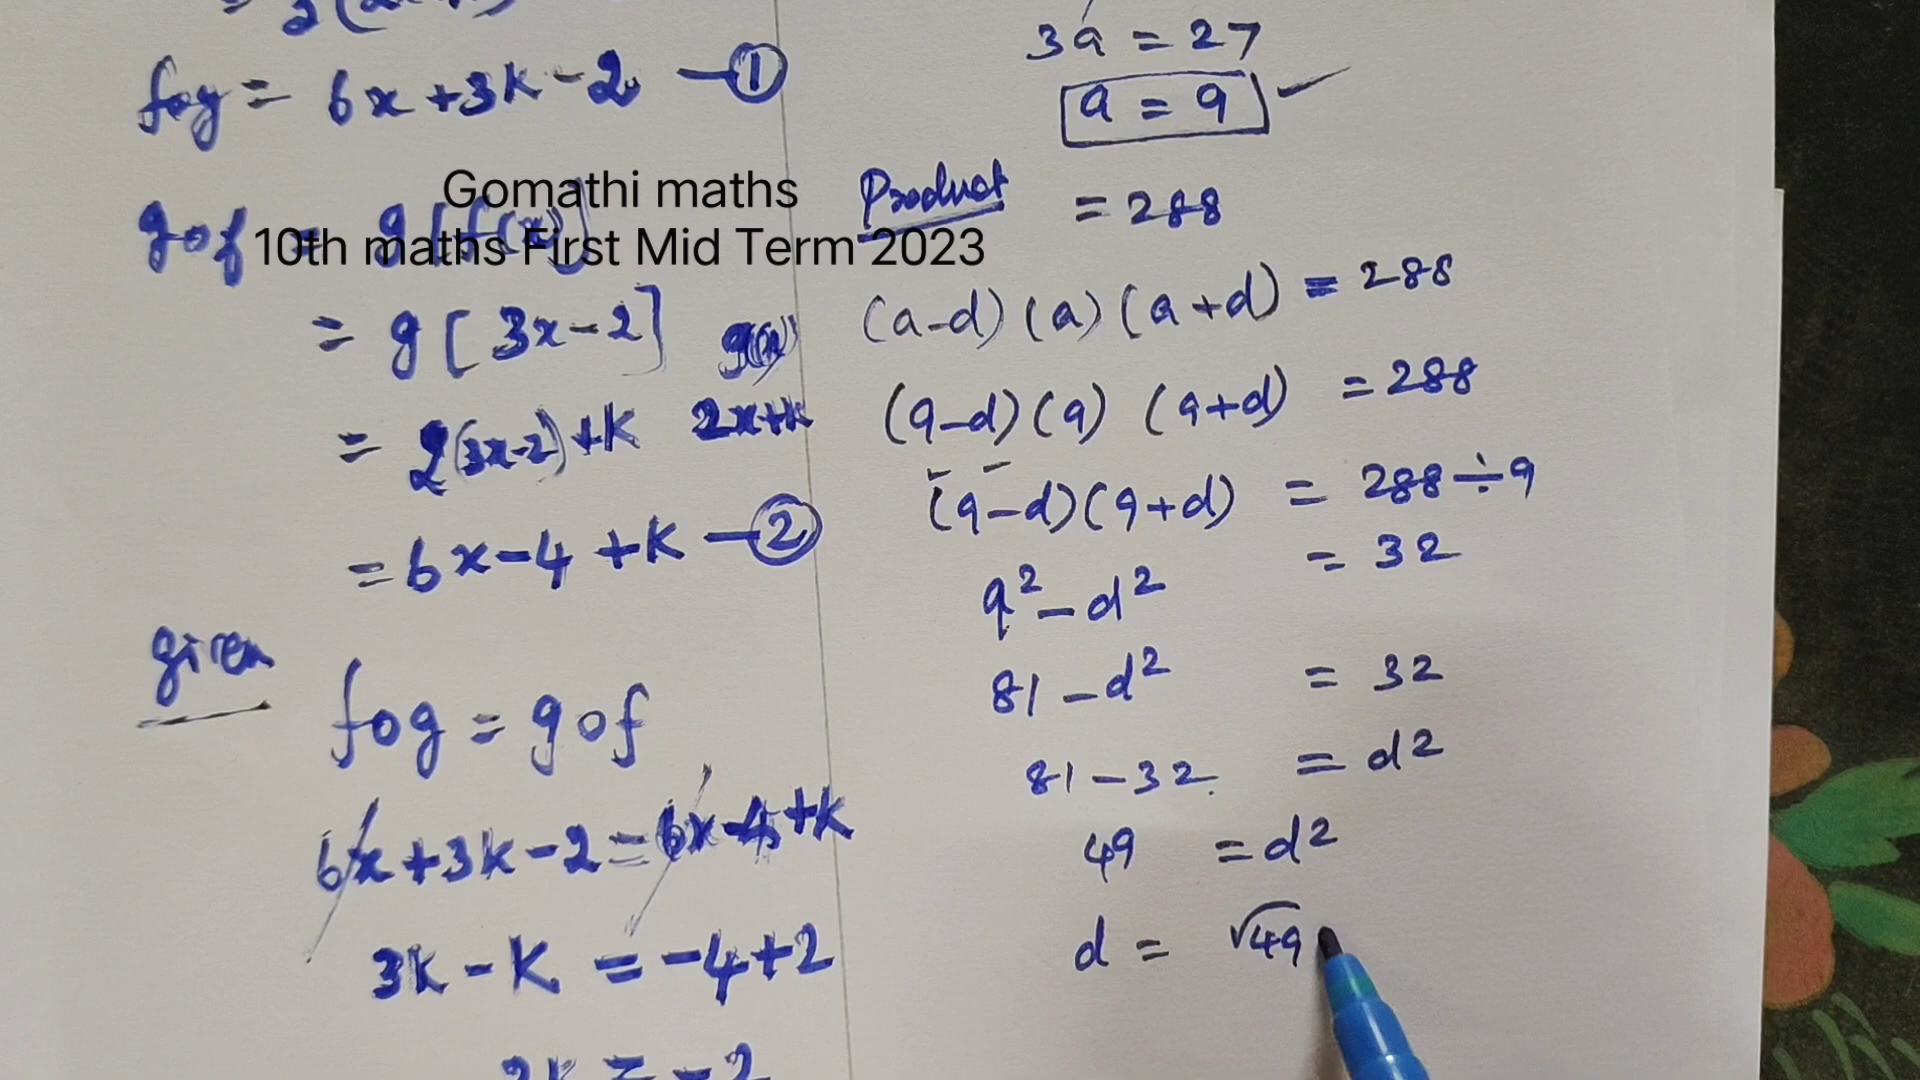 fog = 6x + 3k - 2 — ①
gof = g[f(x)]
= g[3x-2] g(x)
= 2(3x-2)+k 2x+k
= 6x - 4 + k — ②
given
fog = gof
6x + 3k - 2 = 6x - 4 + k
3k - k = -4 + 2
2k = -2
3a = 27
a = 9
Product = 288
(a-d) (a) (a+d) = 288
(9-d) (9) (9+d) = 288
(9-d) (9+d) = 288 ÷ 9
9² - d² = 32
81 - d² = 32
81 - 32 = d²
49 = d²
d = √49
Gomathi maths
10th maths First Mid Term 2023